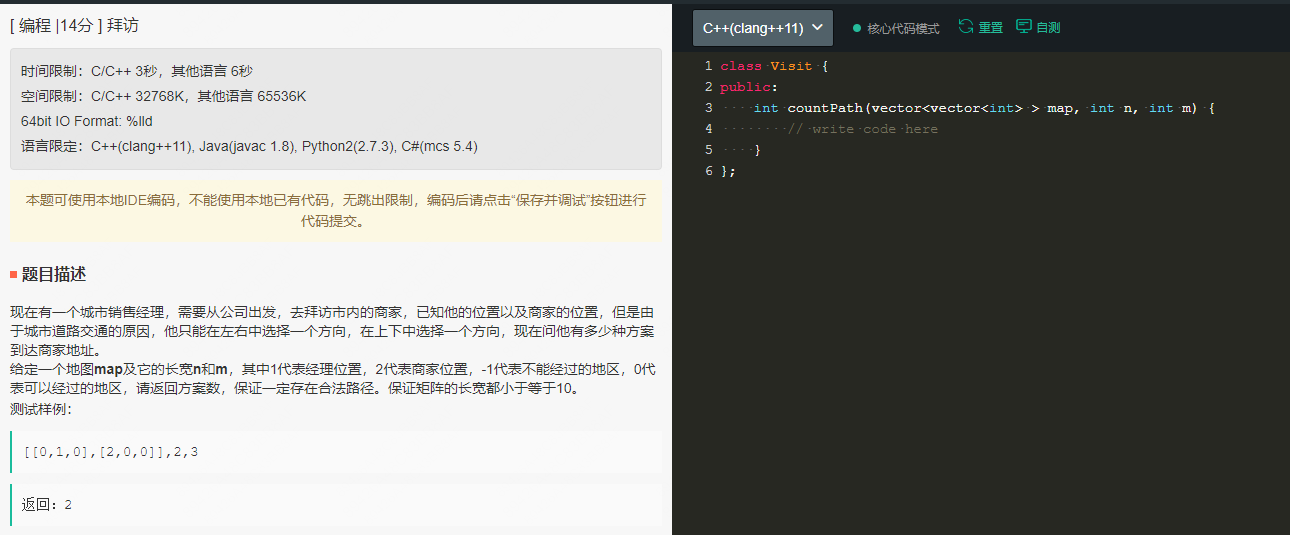 [ 编程 |14分 ] 拜访
时间限制：C/C++ 3秒，其他语言 6秒
空间限制：C/C++ 32768K，其他语言 65536K
64bit IO Format: %lld
语言限定：C++(clang++11), Java(javac 1.8), Python2(2.7.3), C#(mcs 5.4)
本题可使用本地IDE编码，不能使用本地已有代码，无跳出限制，编码后请点击“保存并调试”按钮进行
代码提交。
题目描述
现在有一个城市销售经理，需要从公司出发，去拜访市内的商家，已知他的位置以及商家的位置，但是由
于城市道路交通的原因，他只能在左右中选择一个方向，在上下中选择一个方向，现在问他有多少种方案
到达商家地址。
给定一个地图map及它的长宽n和m，其中1代表经理位置，2代表商家位置，-1代表不能经过的地区，0代
表可以经过的地区，请返回方案数，保证一定存在合法路径。保证矩阵的长宽都小于等于10。
测试样例：
[[0,1,0],[2,0,0]],2,3
返回：2
C++(clang++11)
核心代码模式
重置
自测
1 class Visit {
2 public:
3     int countPath(vector<vector<int> > map, int n, int m) {
4         // write code here
5     }
6 };